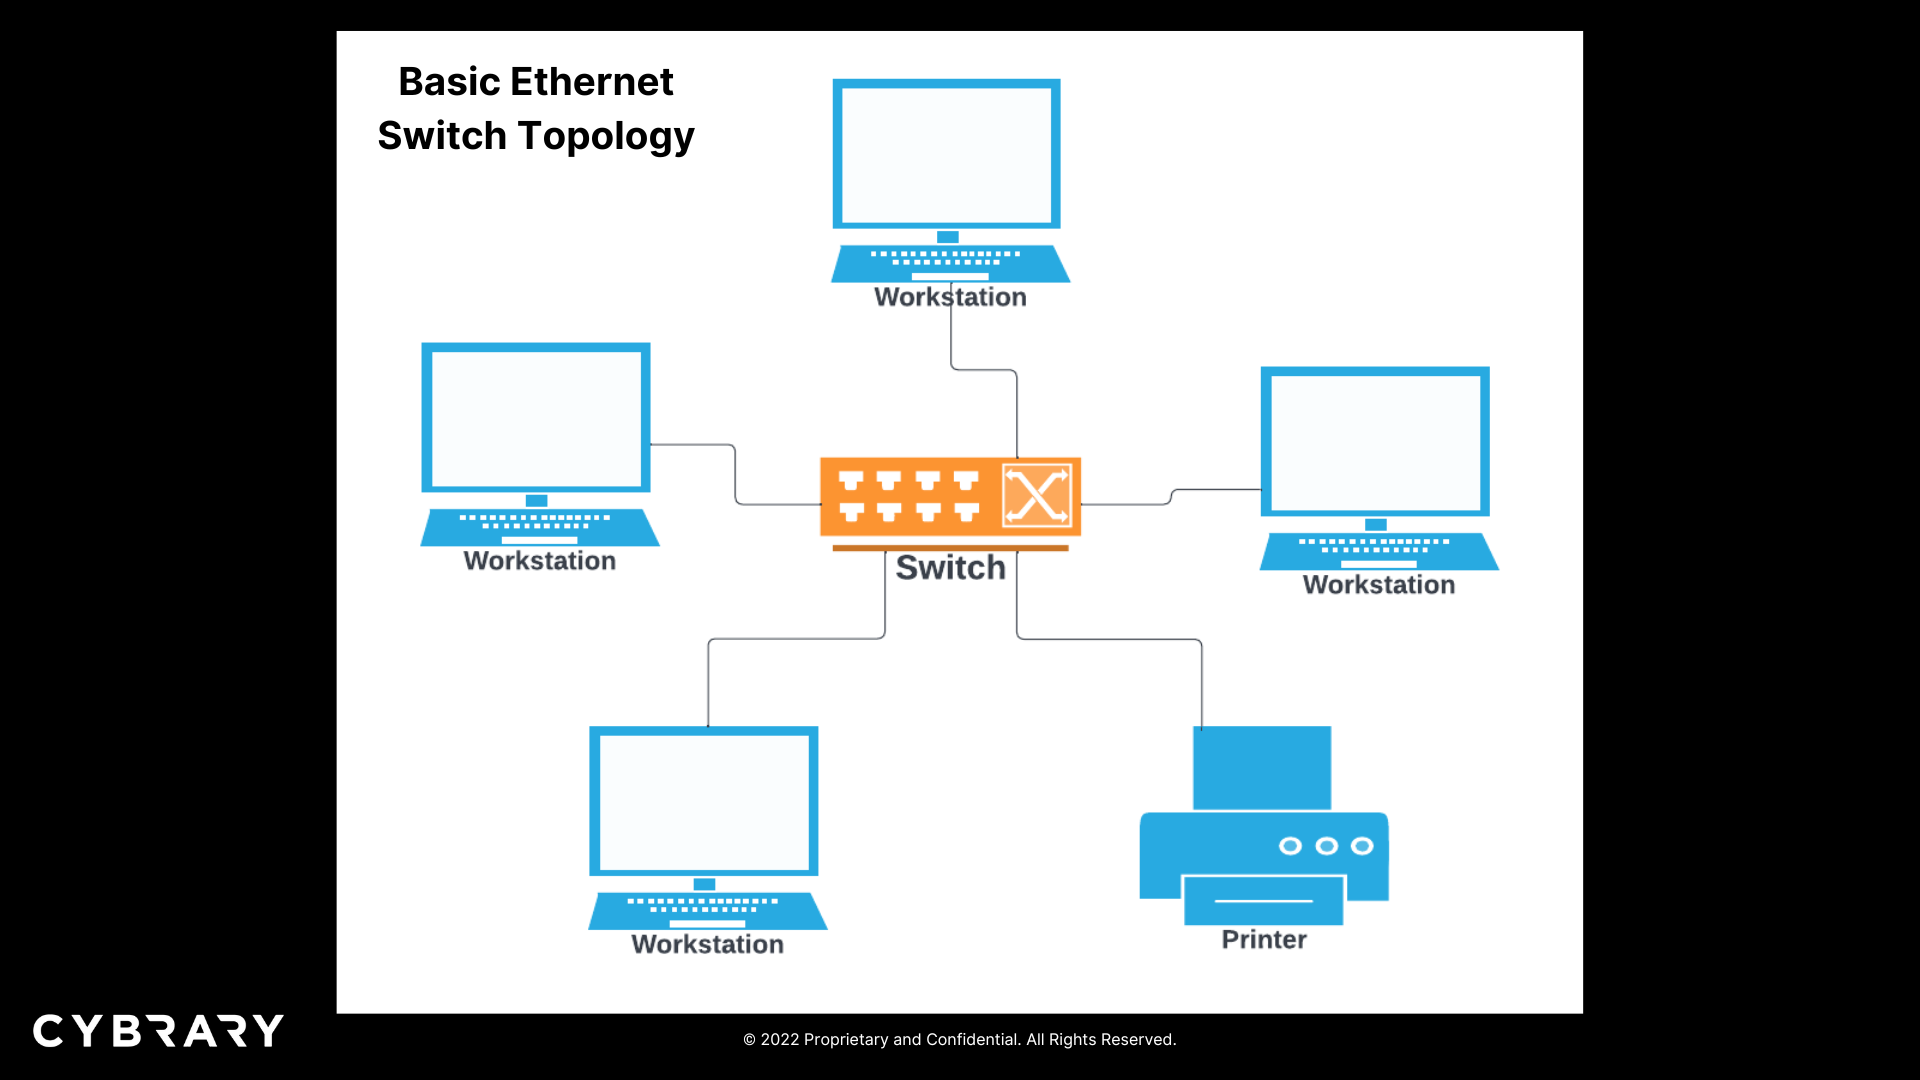 Basic Ethernet
Switch Topology
Workstation
Workstation
Workstation
Switch
Workstation
Printer
CYBRARY
© 2022 Proprietary and Confidential. All Rights Reserved.